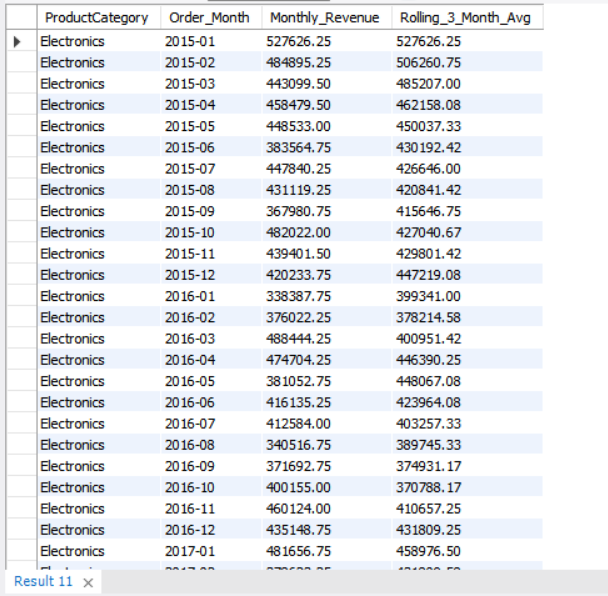 ProductCategory Order_Month Monthly_Revenue Rolling_3_Month_Avg
Electronics 2015-01 527626.25 527626.25
Electronics 2015-02 484895.25 506260.75
Electronics 2015-03 443099.50 485207.00
Electronics 2015-04 458479.50 462158.08
Electronics 2015-05 448533.00 450037.33
Electronics 2015-06 383564.75 430192.42
Electronics 2015-07 447840.25 426646.00
Electronics 2015-08 431119.25 420841.42
Electronics 2015-09 367980.75 415646.75
Electronics 2015-10 482022.00 427040.67
Electronics 2015-11 439401.50 429801.42
Electronics 2015-12 420233.75 447219.08
Electronics 2016-01 338387.75 399341.00
Electronics 2016-02 376022.25 378214.58
Electronics 2016-03 488444.25 400951.42
Electronics 2016-04 474704.25 446390.25
Electronics 2016-05 381052.75 448067.08
Electronics 2016-06 416135.25 423964.08
Electronics 2016-07 412584.00 403257.33
Electronics 2016-08 340516.75 389745.33
Electronics 2016-09 371692.75 374931.17
Electronics 2016-10 400155.00 370788.17
Electronics 2016-11 460124.00 410657.25
Electronics 2016-12 435148.75 431809.25
Electronics 2017-01 481656.75 458976.50
Result 11